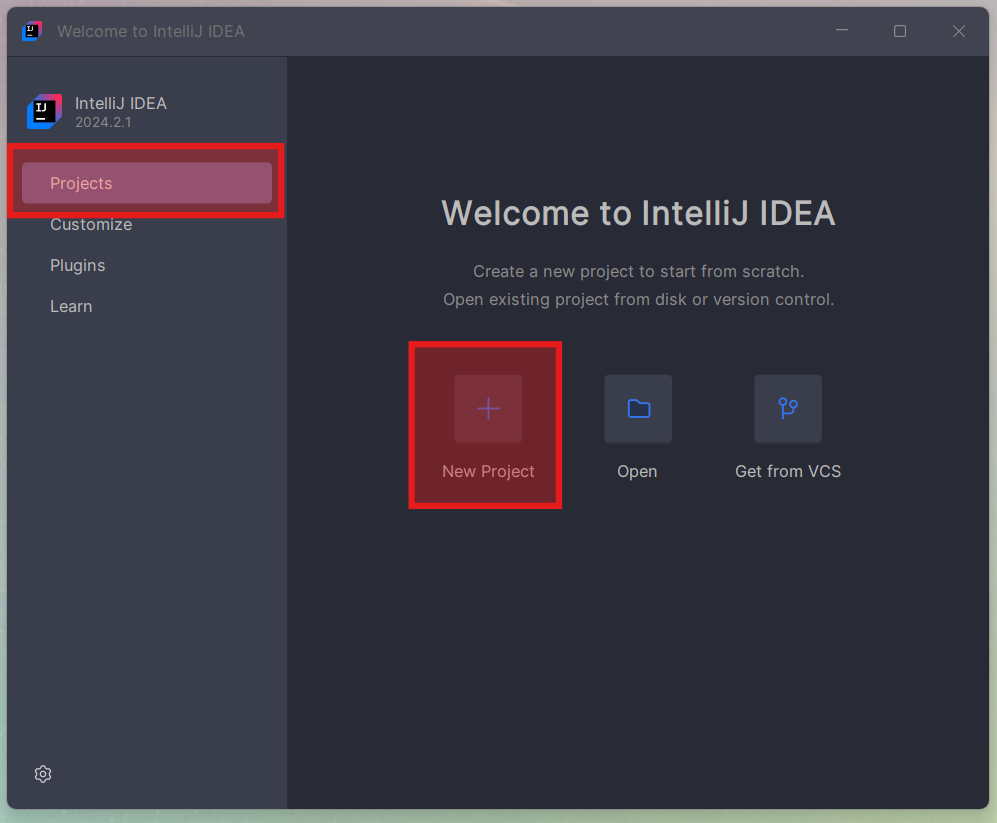 Welcome to IntelliJ IDEA
IntelliJ IDEA
2024.2.1
Projects
Customize
Plugins
Learn
Welcome to IntelliJ IDEA
Create a new project to start from scratch.
Open existing project from disk or version control.
New Project
Open
Get from VCS